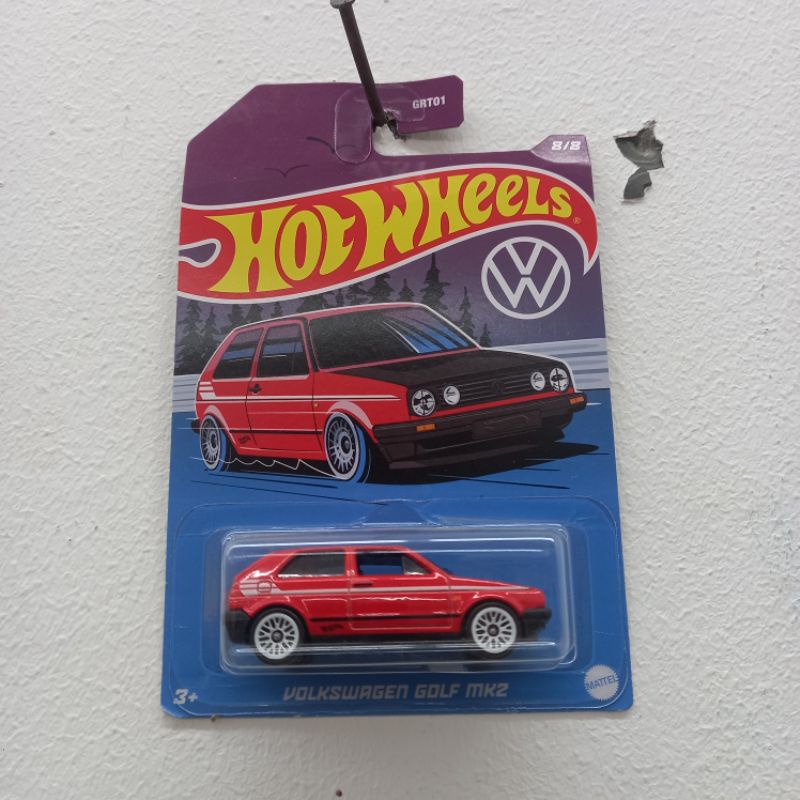 GRT01
8/8
HOT WHEELS
3+
VOLKSWAGEN GOLF MK2
MATTEL